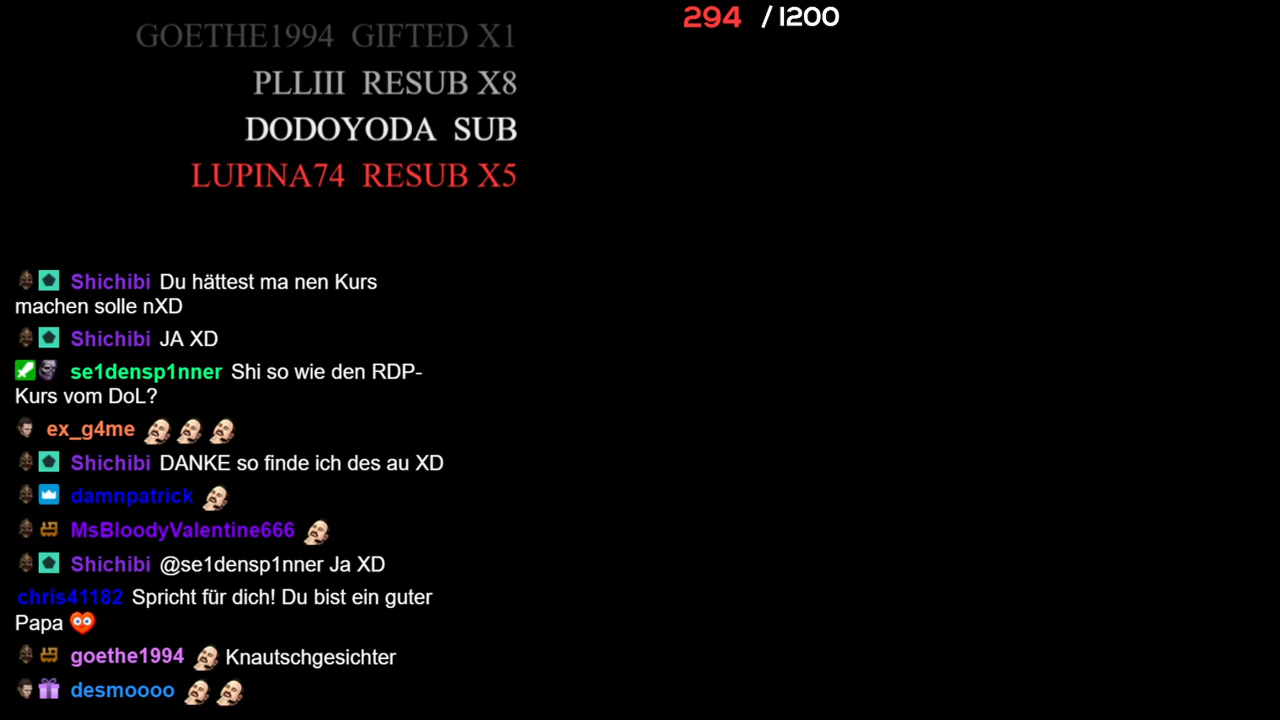 294 /1200
GOETHE1994 GIFTED X1
PLLIII RESUB X8
DODOYODA SUB
LUPINA74 RESUB X5
Shichibi Du hättest ma nen Kurs
machen solle nXD
Shichibi JA XD
se1densp1nner Shi so wie den RDP-
Kurs vom DoL?
ex_g4me
Shichibi DANKE so finde ich des au XD
damnpatrick
MsBloodyValentine666
Shichibi @se1densp1nner Ja XD
chris41182 Spricht für dich! Du bist ein guter
Papa
goethe1994 Knautschgesichter
desmoooo